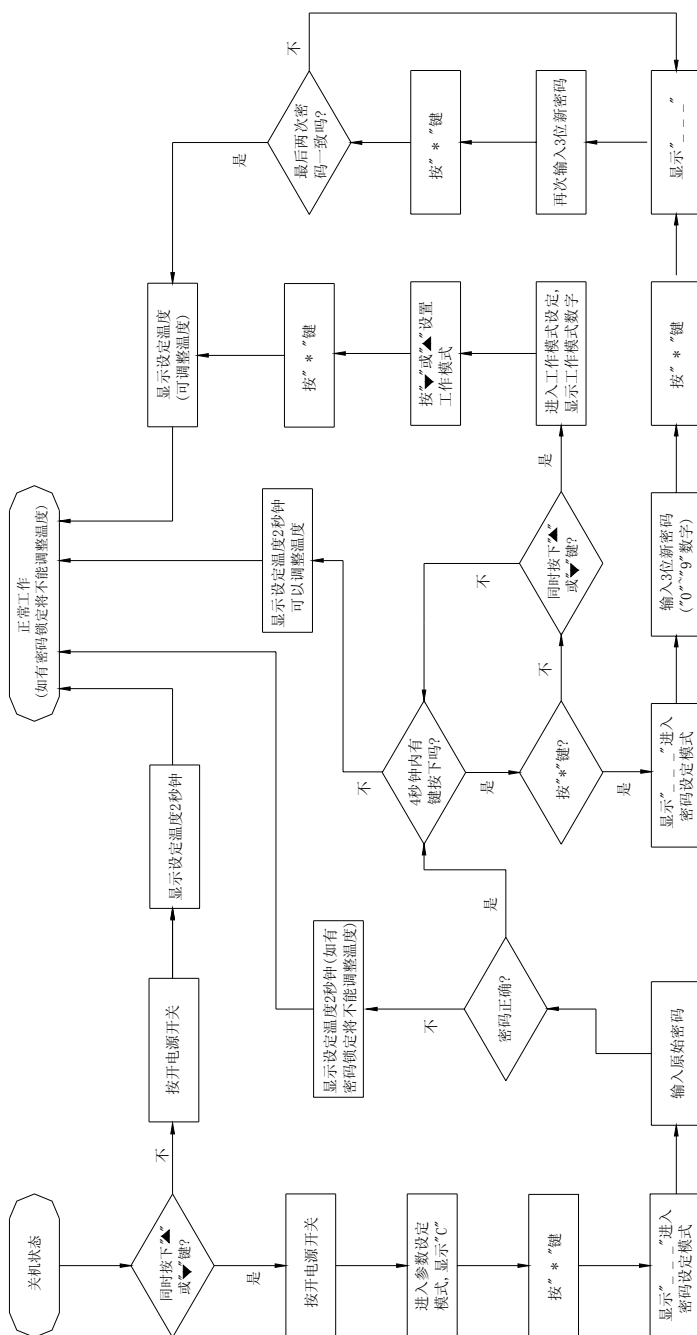 关机状态
同时按下"▲"
或"▼"键?
不
是
按开电源开关
显示设定温度2秒钟
正常工作
(如有密码锁定将不能调整温度)
按开电源开关
进入参数设定
模式, 显示"C"
按" * "键
显示"_ _ _"进入
密码设定模式
输入原始密码
密码正确?
不
是
显示设定温度2秒钟(如有
密码锁定将不能调整温度)
4秒钟内有
键按下吗?
不
是
显示设定温度2秒钟
可以调整温度
按"*"键?
不
是
同时按下"▲"
或"▼"键?
不
是
进入工作模式设定,
显示工作模式数字
按"▼"或"▲"设置
工作模式
按" * "键
显示设定温度
(可调整温度)
显示"_ _ _"进入
密码设定模式
输入3位新密码
("0"~"9"数字)
按" * "键
显示"_ _ _"
再次输入3位新密码
按" * "键
最后两次密
码一致吗?
是
不